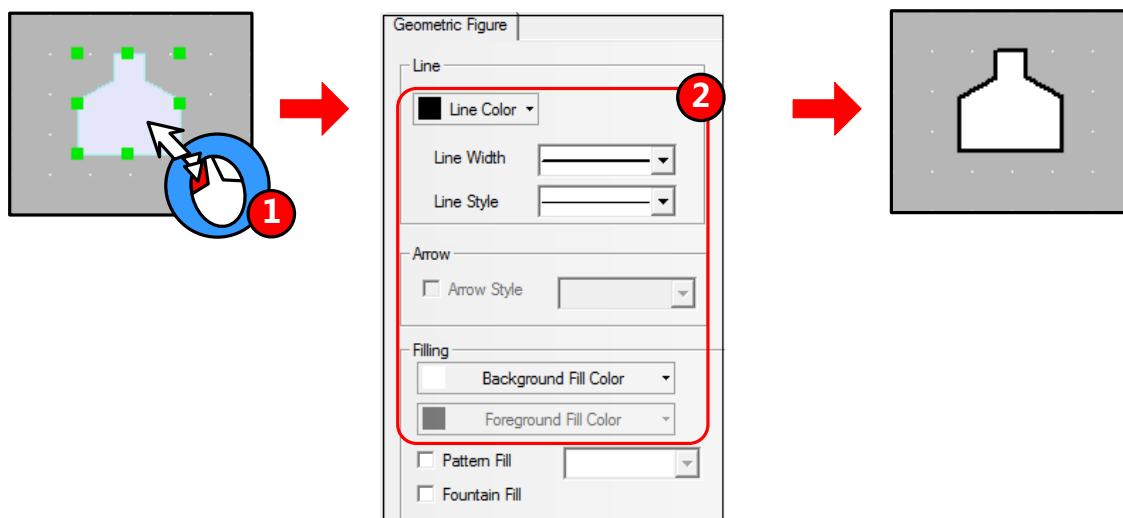 Geometric Figure
Line
2
Line Color
Line Width
Line Style
1
Arrow
Arrow Style
Filling
Background Fill Color
Foreground Fill Color
Pattern Fill
Fountain Fill